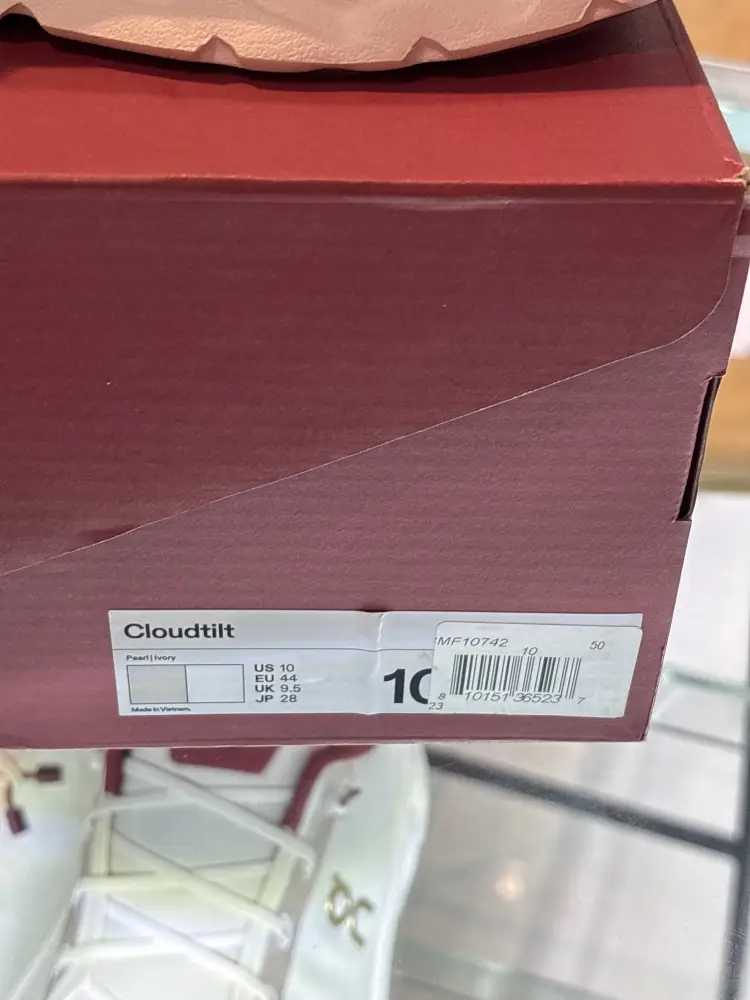 Cloudtilt
Pearl | Ivory
US 10
EU 44
UK 9.5
JP 28
Made in Vietnam.
10
MF10742
10
50
8 10151 36523 7
23